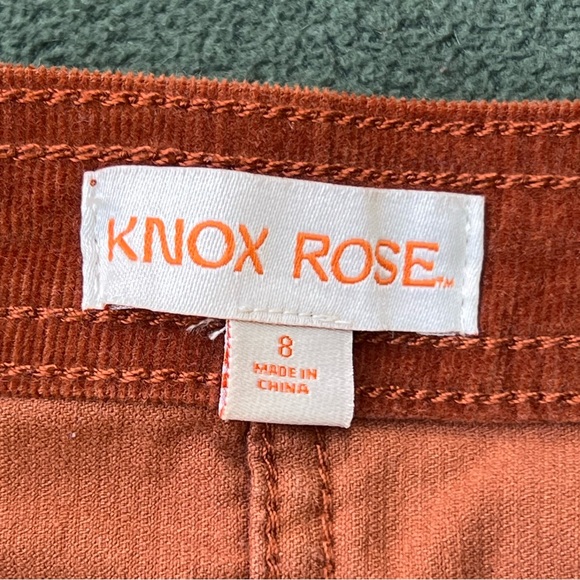 KNOX ROSE™
8
MADE IN
CHINA